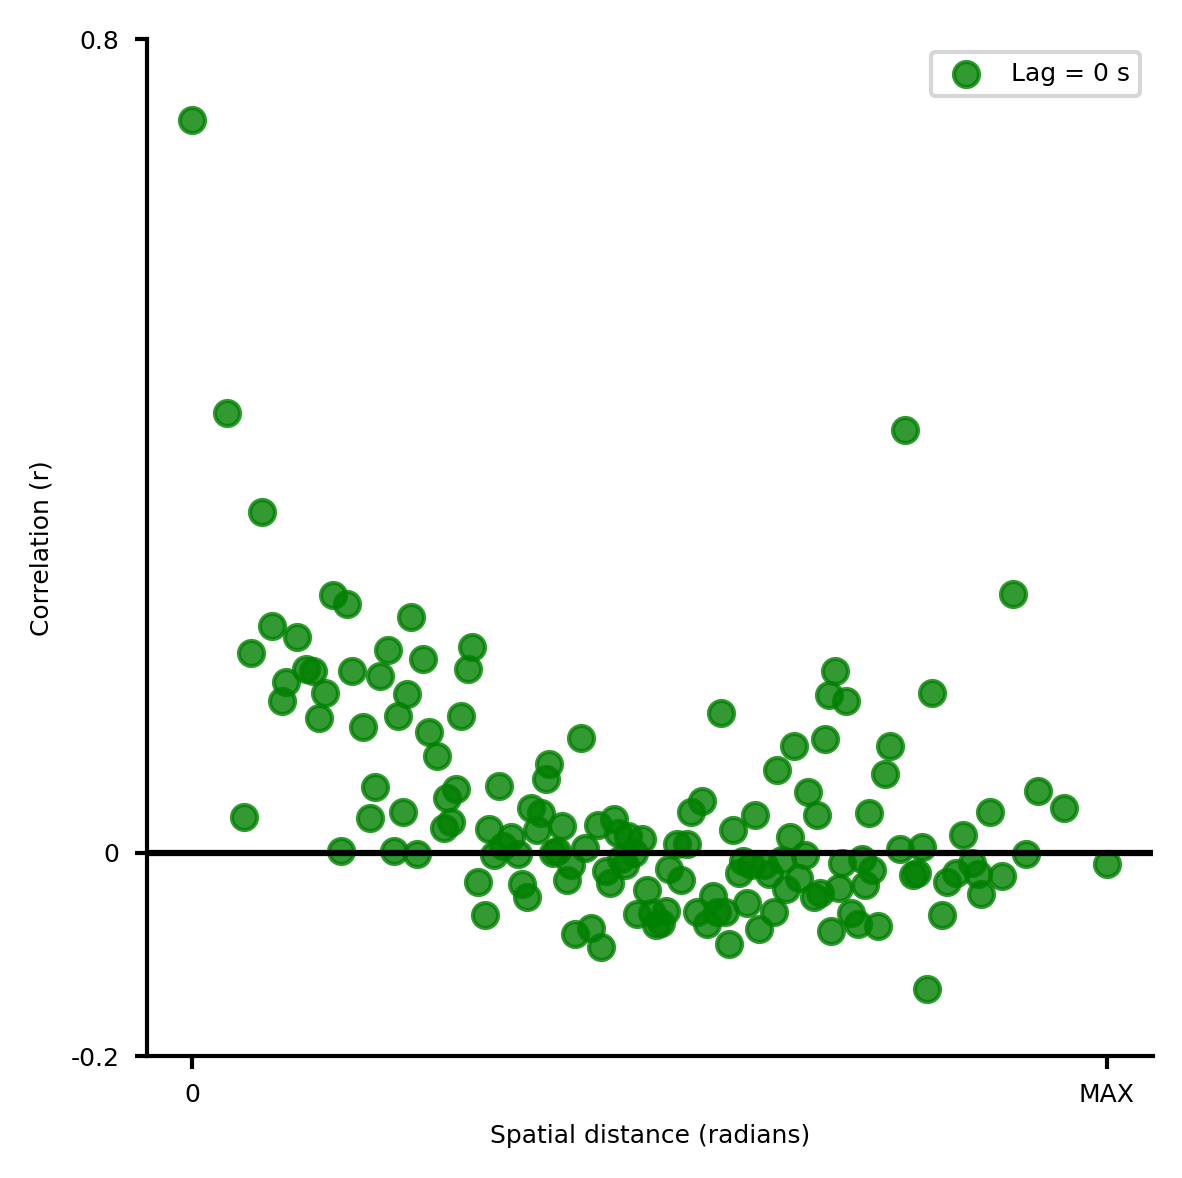 0.8
Lag = 0 s
Correlation (r)
0
-0.2
0
MAX
Spatial distance (radians)